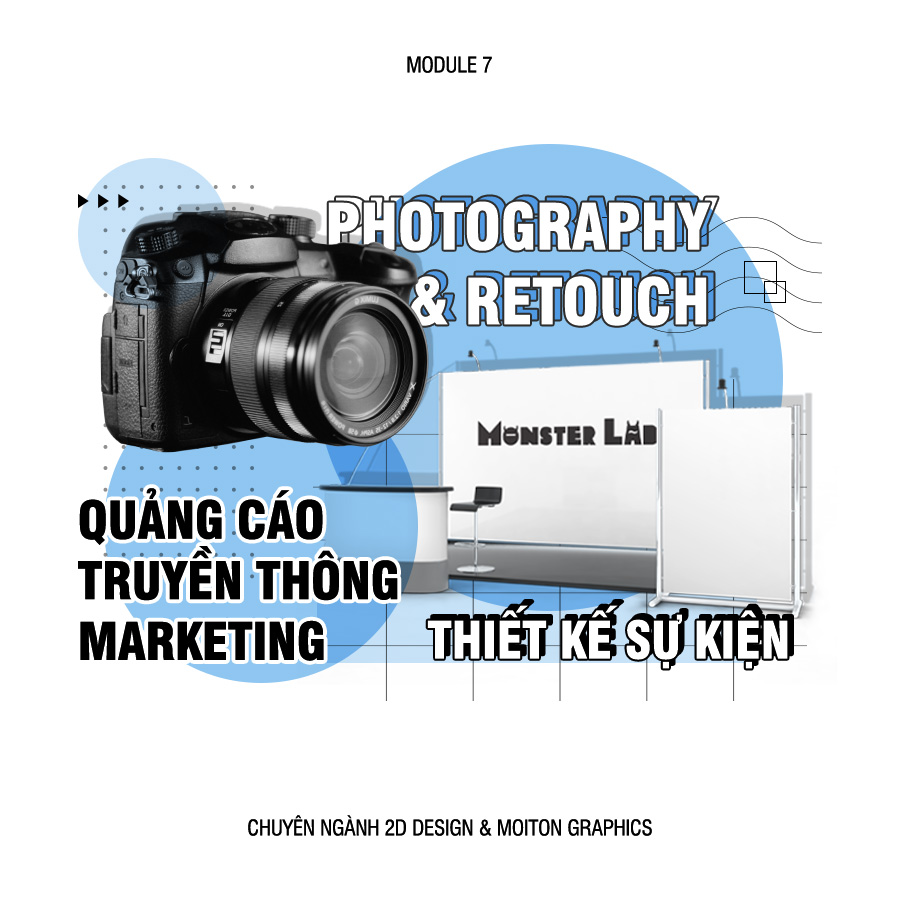 MODULE 7
PHOTOGRAPHY
& RETOUCH
MONSTER LAB
QUẢNG CÁO
TRUYỀN THÔNG
MARKETING
THIẾT KẾ SỰ KIỆN
CHUYÊN NGÀNH 2D DESIGN & MOITON GRAPHICS